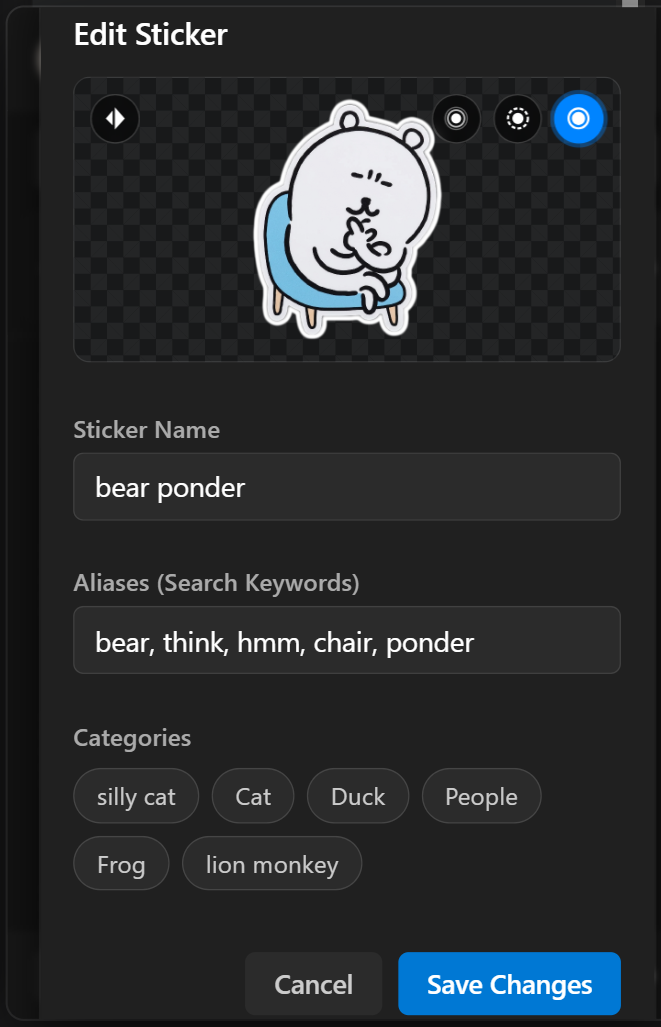 Edit Sticker
Sticker Name
bear ponder
Aliases (Search Keywords)
bear, think, hmm, chair, ponder
Categories
silly cat
Cat
Duck
People
Frog
lion monkey
Cancel
Save Changes